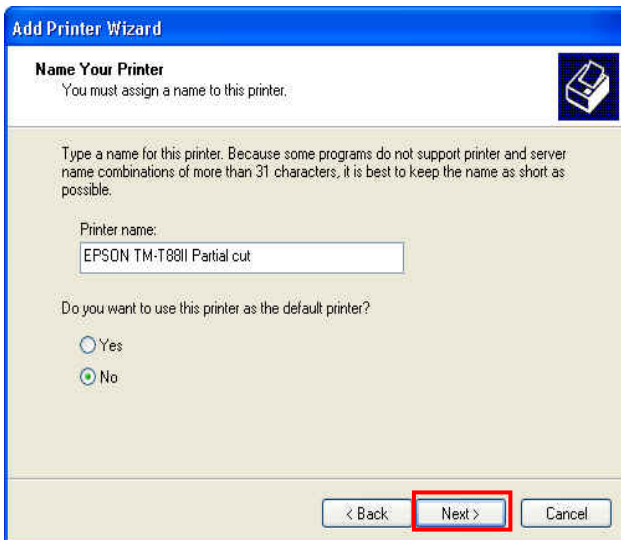 Add Printer Wizard
Name Your Printer
You must assign a name to this printer.
Type a name for this printer. Because some programs do not support printer and server
name combinations of more than 31 characters, it is best to keep the name as short as
possible.
Printer name:
EPSON TM-T88II Partial cut
Do you want to use this printer as the default printer?
Yes
No
< Back Next > Cancel